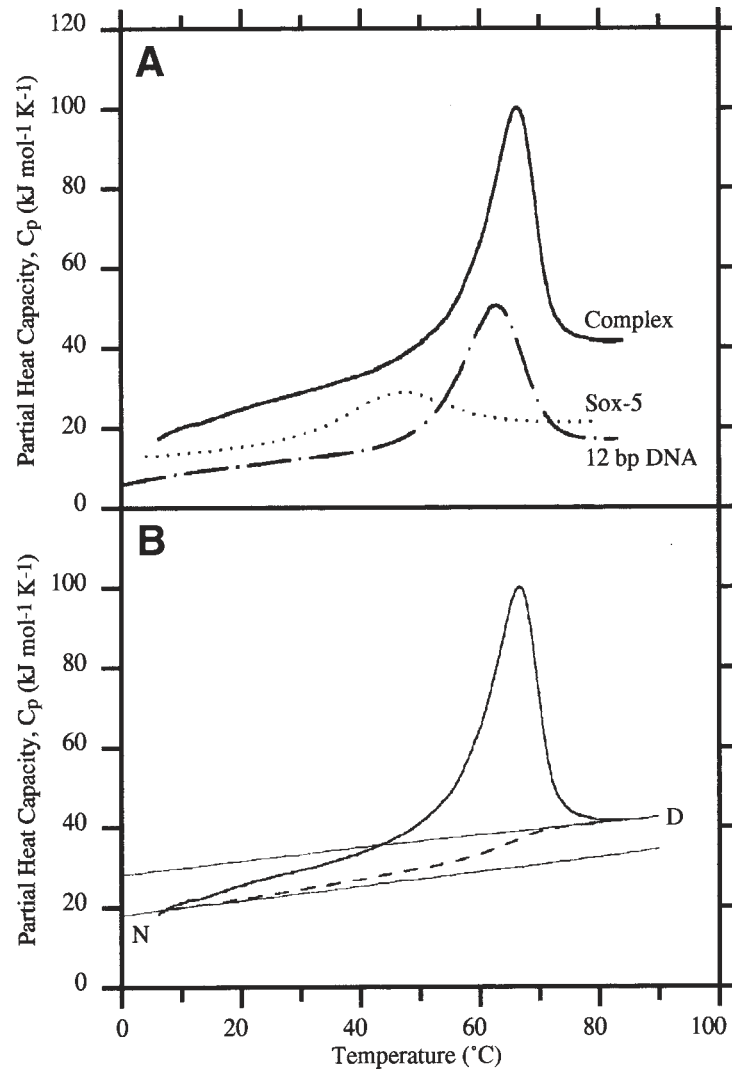 A
Partial Heat Capacity, Cp (kJ mol-1 K-1)
120
100
80
60
40
20
0
Complex
Sox-5
12 bp DNA
B
Partial Heat Capacity, Cp (kJ mol-1 K-1)
100
80
60
40
20
0
D
N
0 20 40 60 80 100
Temperature (°C)